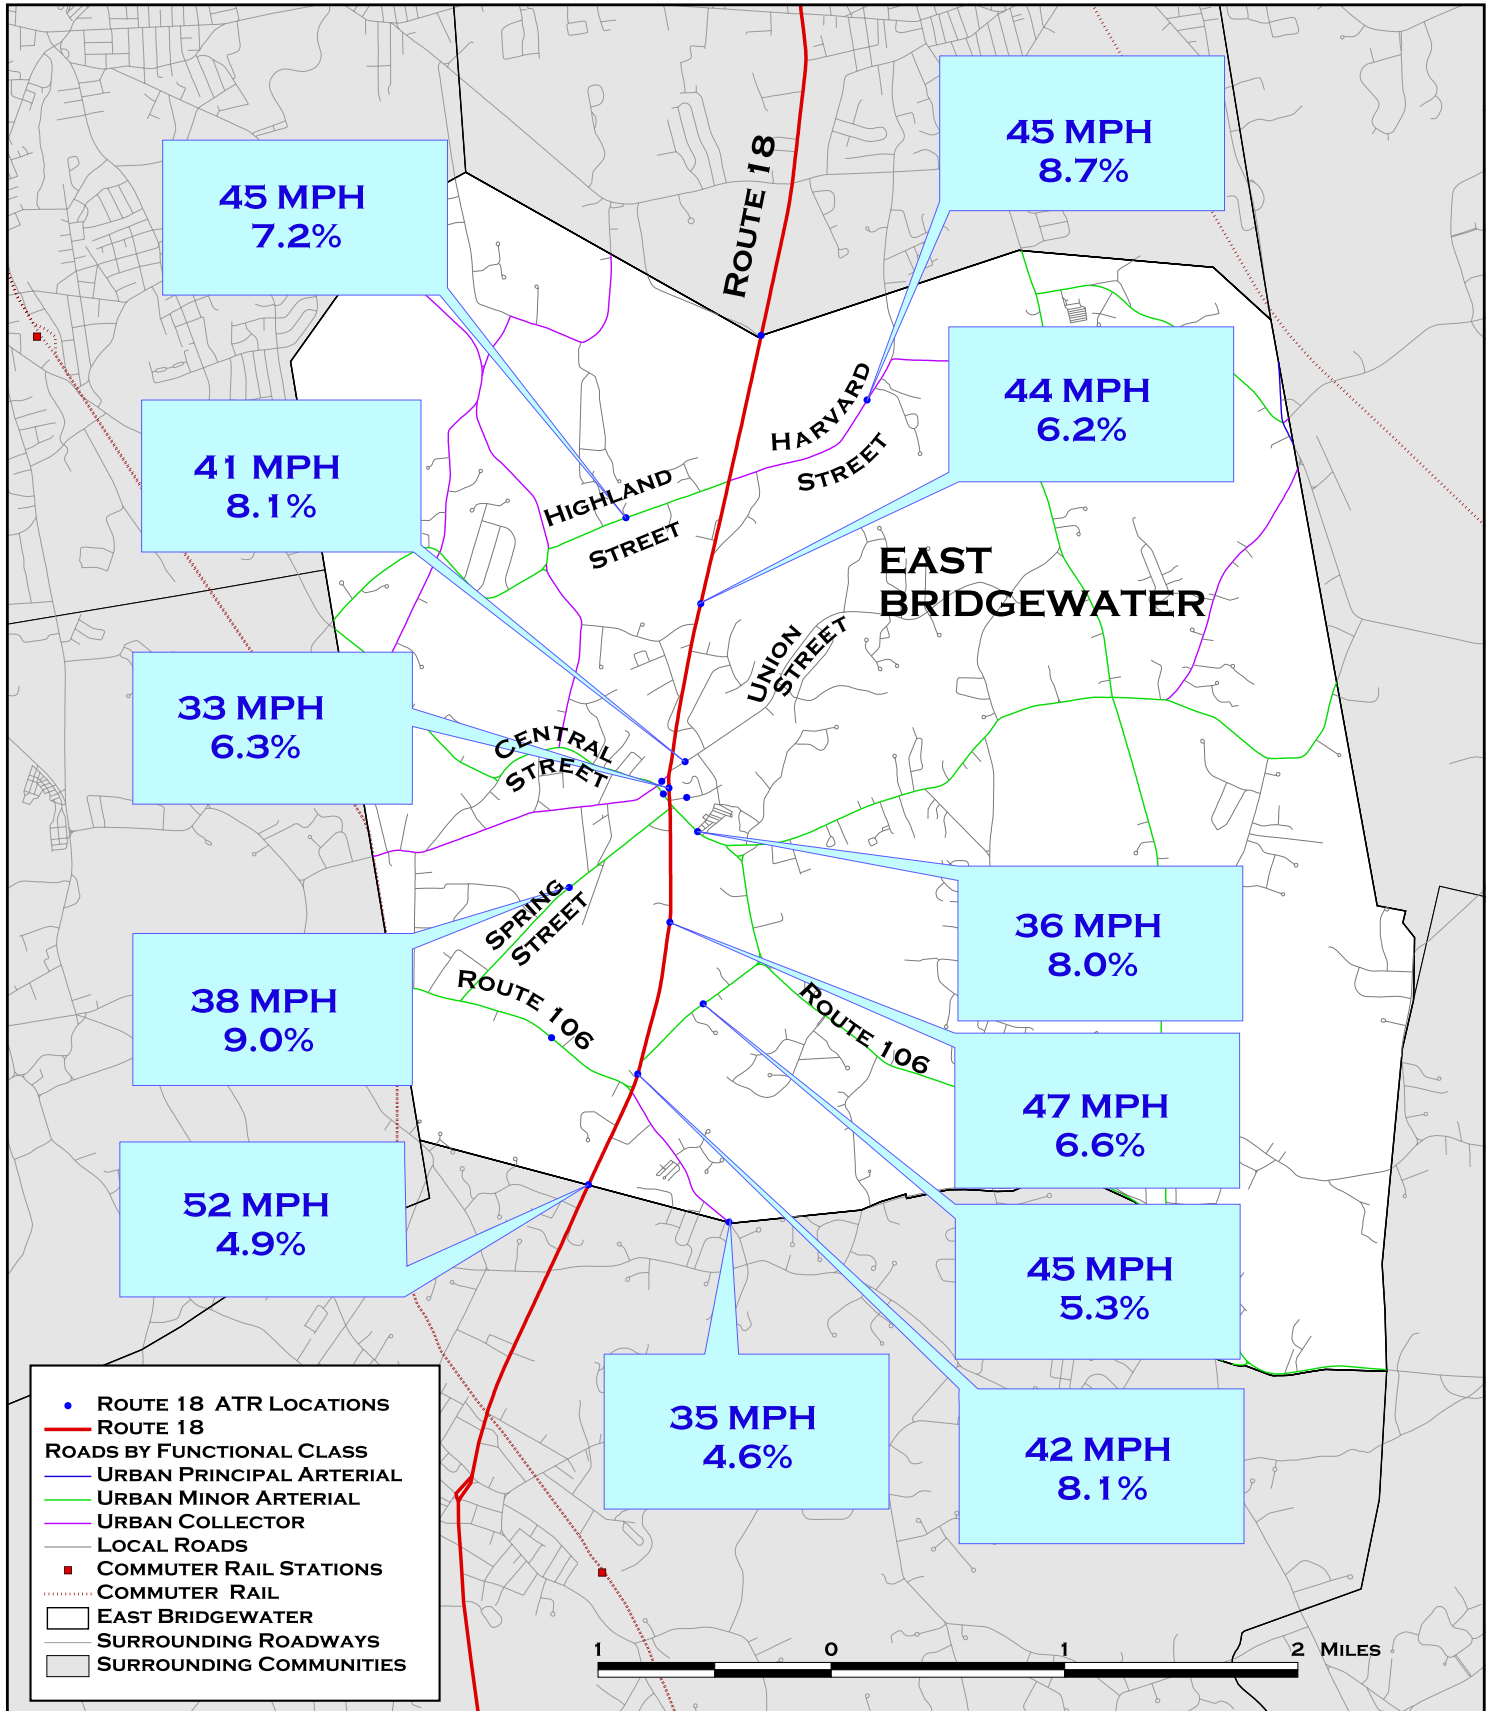 ROUTE 18
45 MPH
8.7%
45 MPH
7.2%
HARVARD
STREET
44 MPH
6.2%
41 MPH
8.1%
HIGHLAND
STREET
EAST
BRIDGEWATER
UNION
STREET
33 MPH
6.3%
CENTRAL
STREET
SPRING
STREET
36 MPH
8.0%
38 MPH
9.0%
ROUTE 106
ROUTE 106
47 MPH
6.6%
52 MPH
4.9%
45 MPH
5.3%
35 MPH
4.6%
42 MPH
8.1%
ROUTE 18 ATR LOCATIONS
ROUTE 18
ROADS BY FUNCTIONAL CLASS
URBAN PRINCIPAL ARTERIAL
URBAN MINOR ARTERIAL
URBAN COLLECTOR
LOCAL ROADS
COMMUTER RAIL STATIONS
COMMUTER RAIL
EAST BRIDGEWATER
SURROUNDING ROADWAYS
SURROUNDING COMMUNITIES
1 0 1 2 MILES